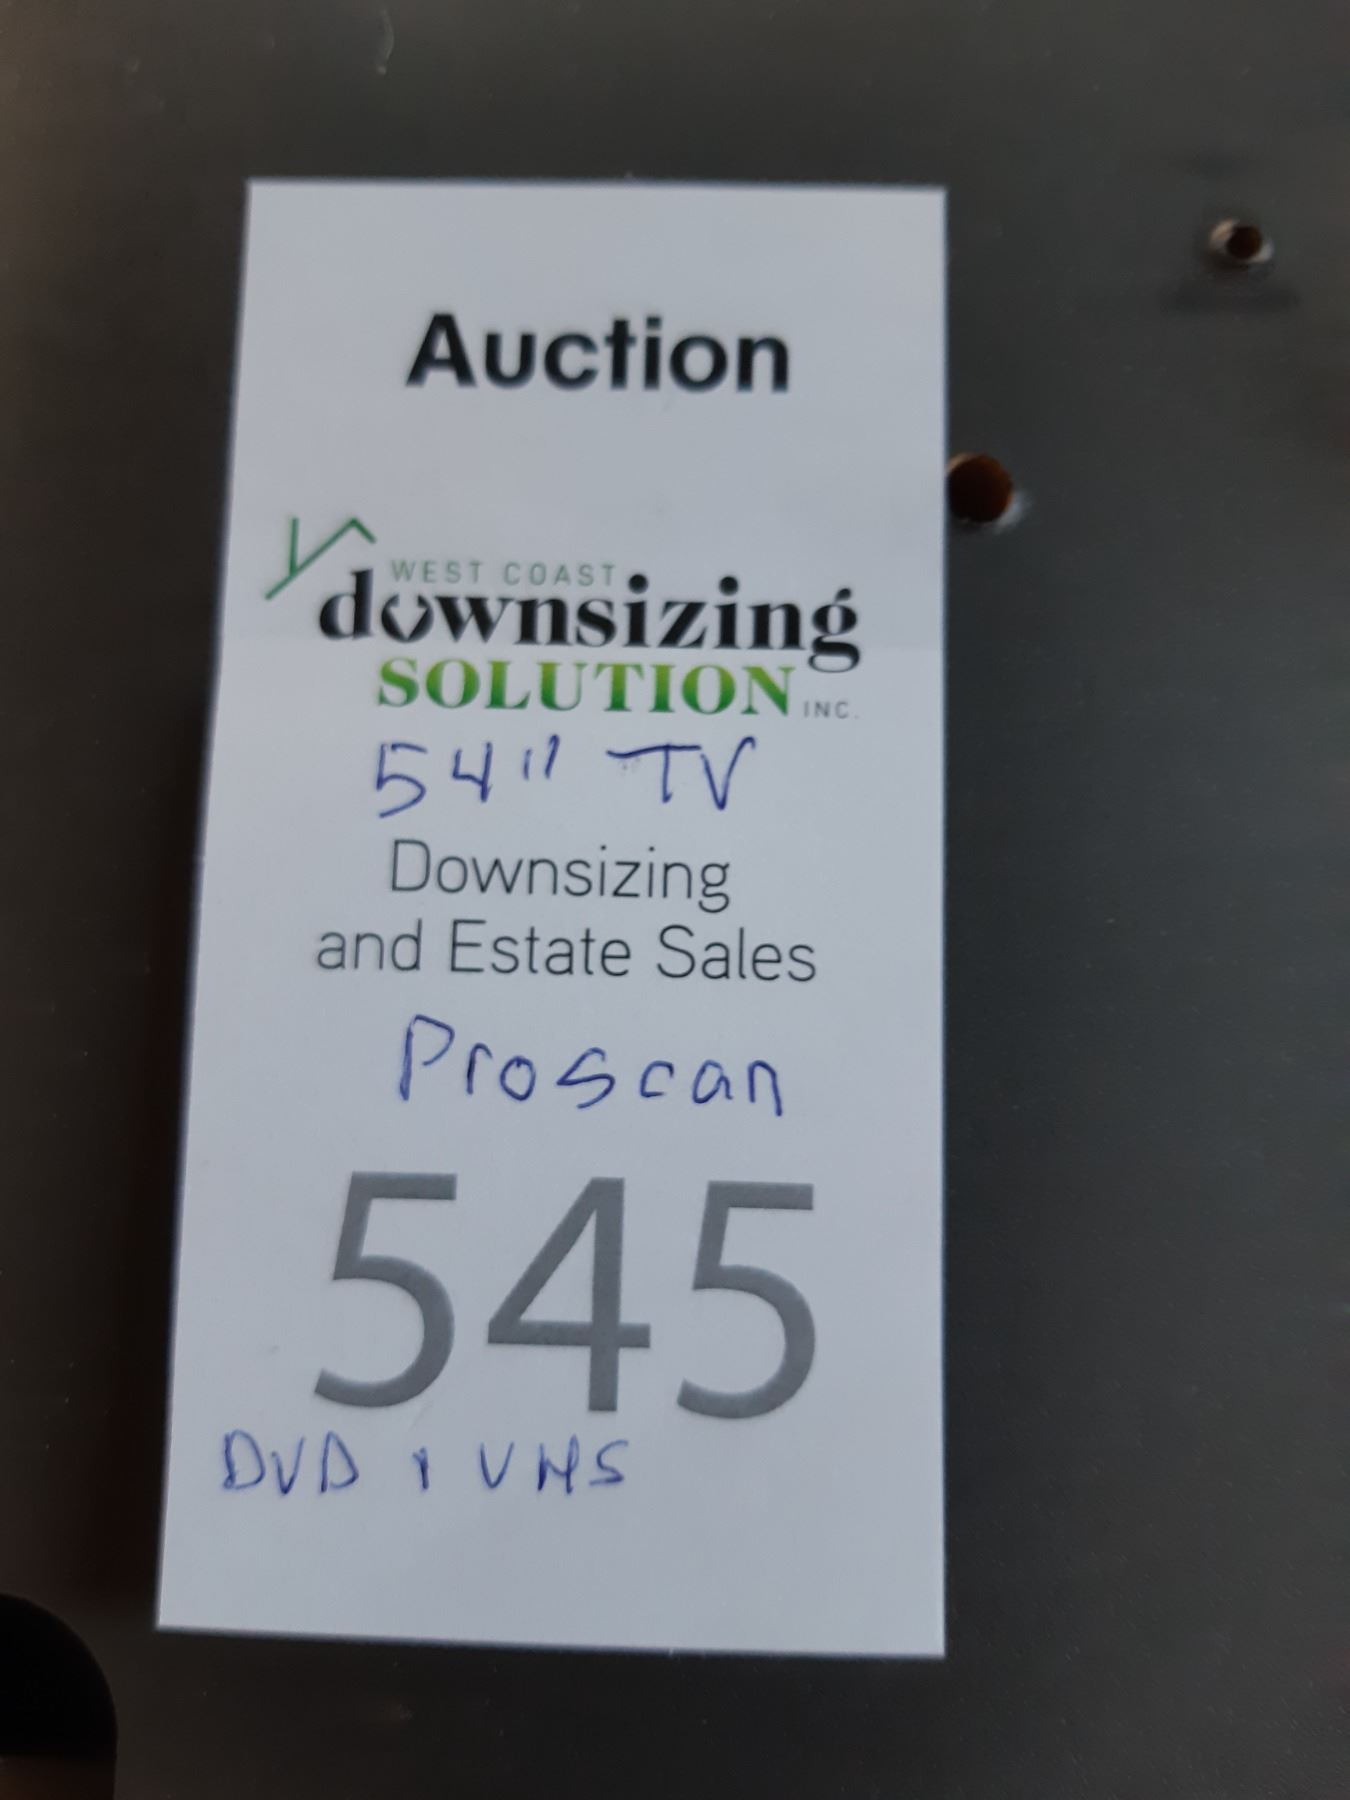 Auction
WEST COAST
downsizing
SOLUTION INC.
54" TV
Downsizing
and Estate Sales
Proscan
545
DVD & VHS